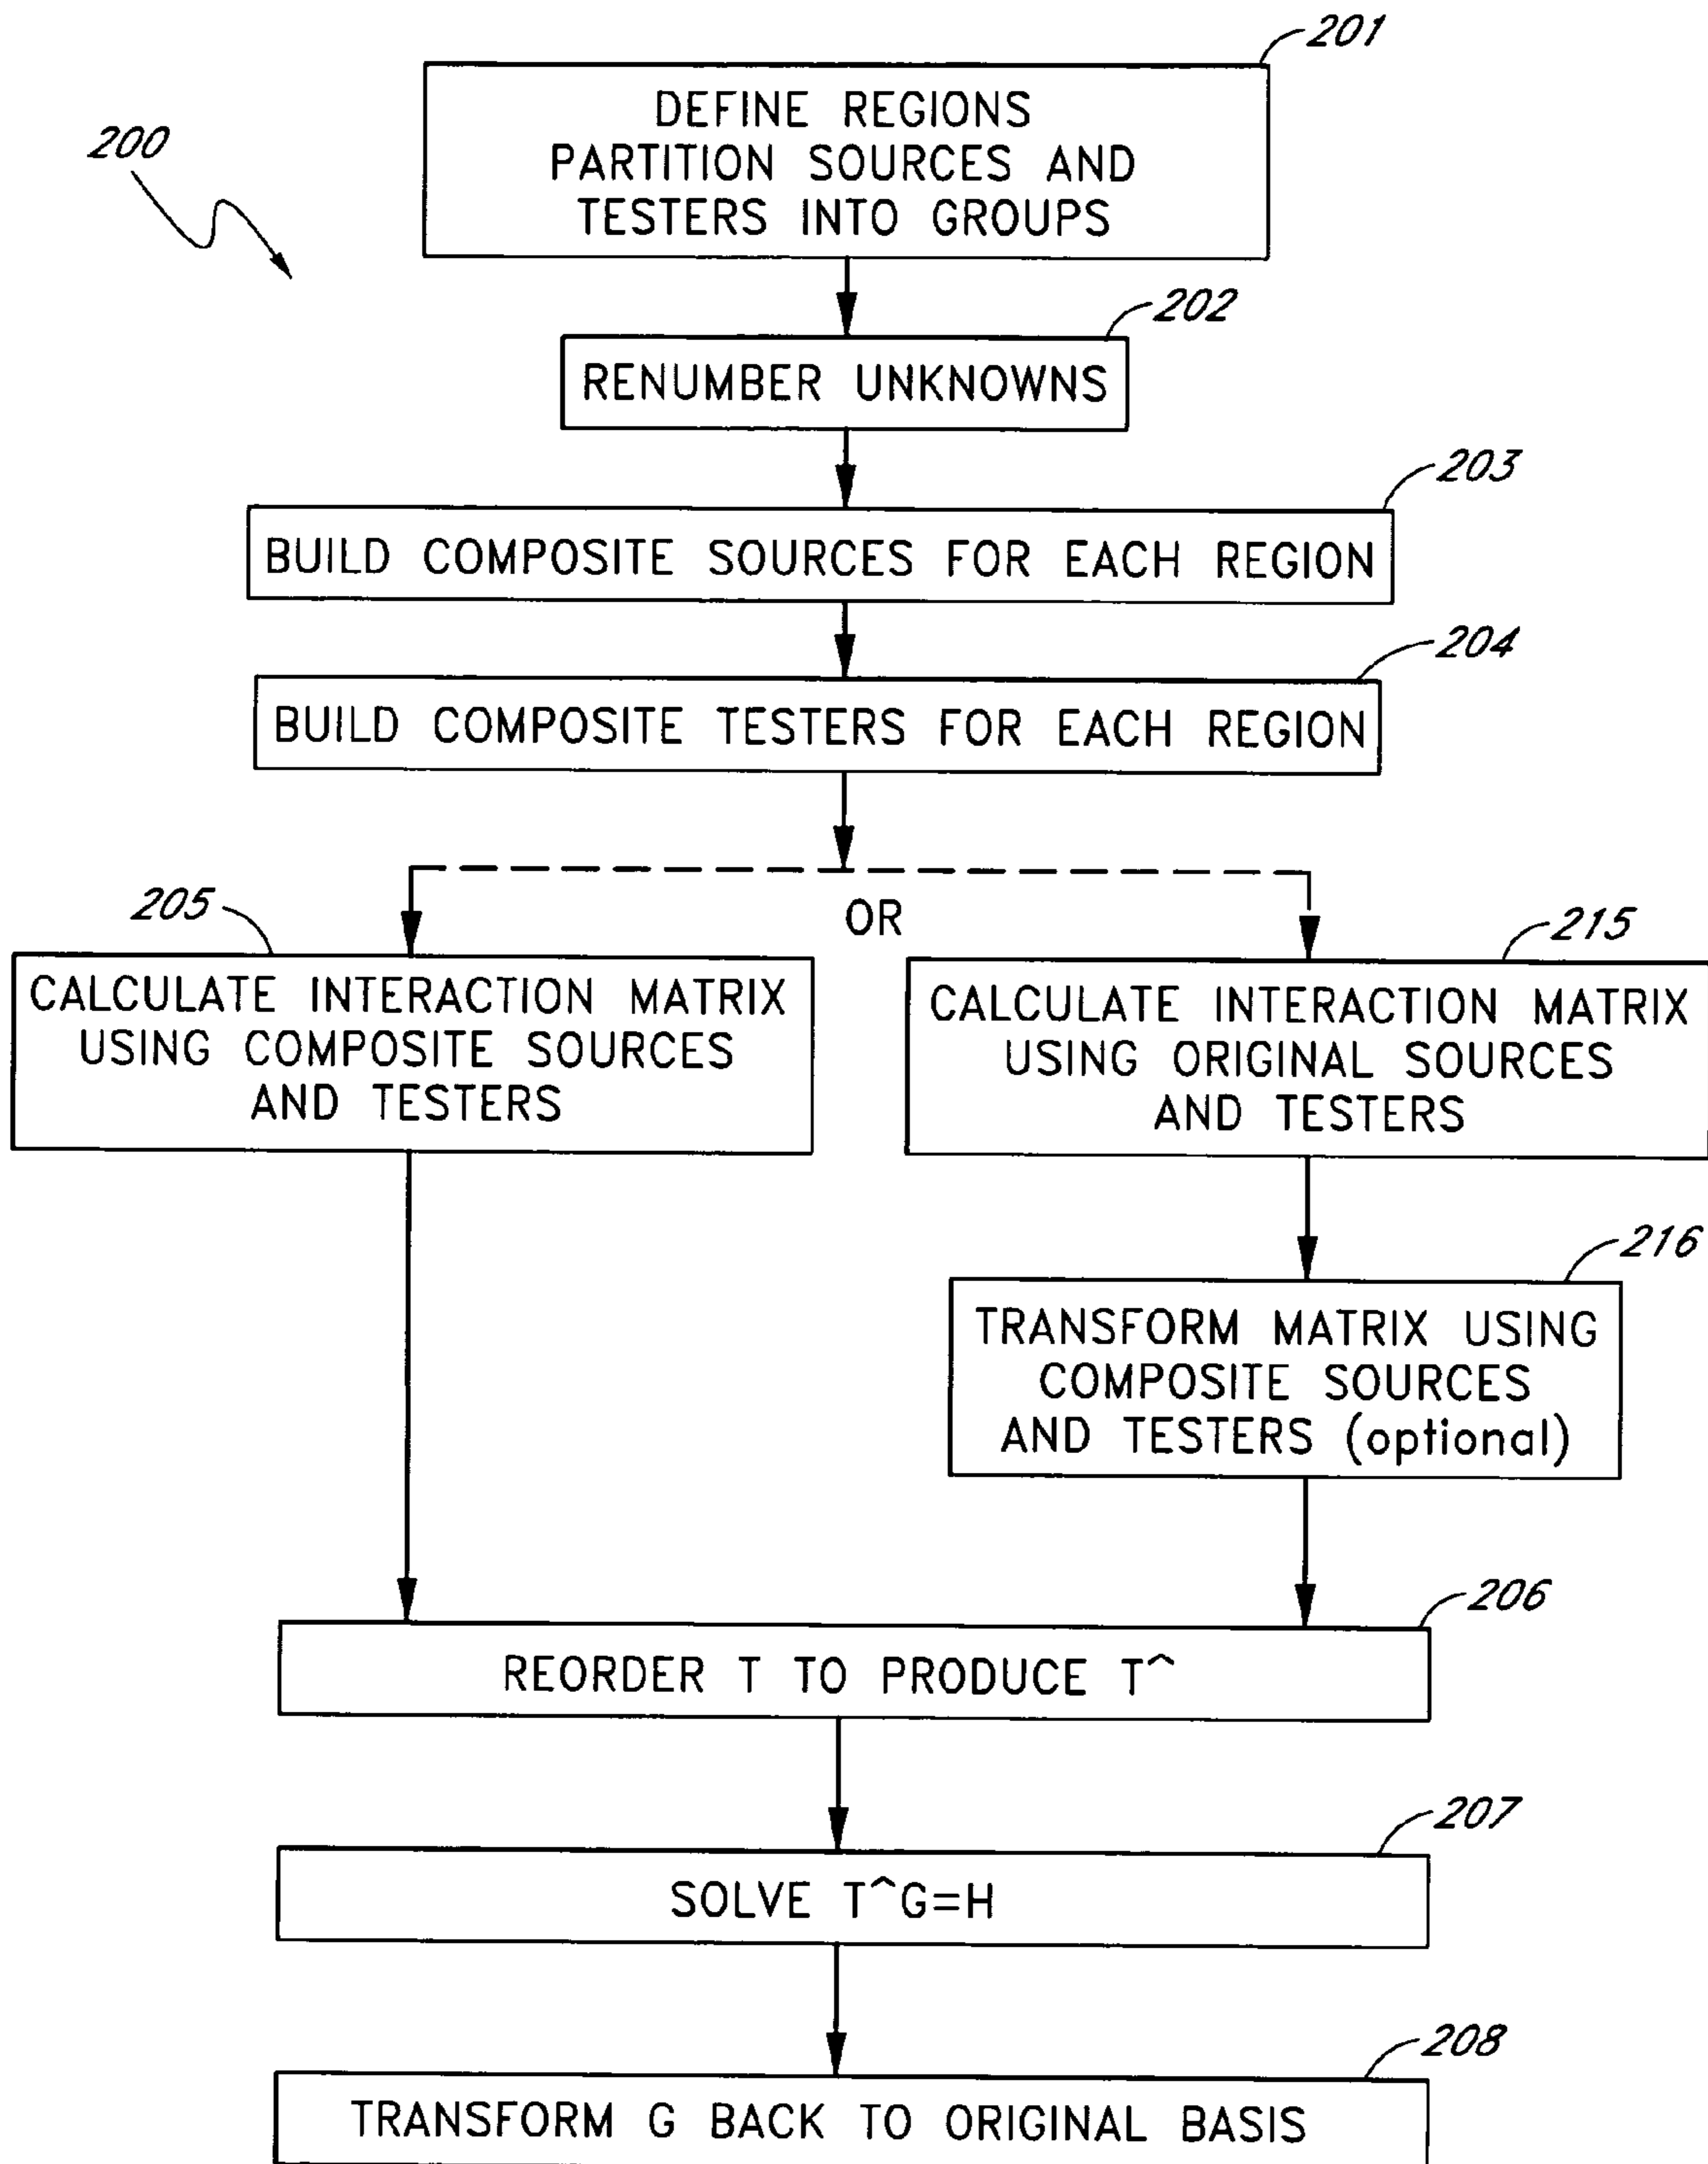 201
DEFINE REGIONS
PARTITION SOURCES AND
TESTERS INTO GROUPS
200
202
RENUMBER UNKNOWNS
203
BUILD COMPOSITE SOURCES FOR EACH REGION
204
BUILD COMPOSITE TESTERS FOR EACH REGION
OR
205
CALCULATE INTERACTION MATRIX
USING COMPOSITE SOURCES
AND TESTERS
215
CALCULATE INTERACTION MATRIX
USING ORIGINAL SOURCES
AND TESTERS
216
TRANSFORM MATRIX USING
COMPOSITE SOURCES
AND TESTERS (optional)
206
REORDER T TO PRODUCE T^
207
SOLVE T^G=H
208
TRANSFORM G BACK TO ORIGINAL BASIS